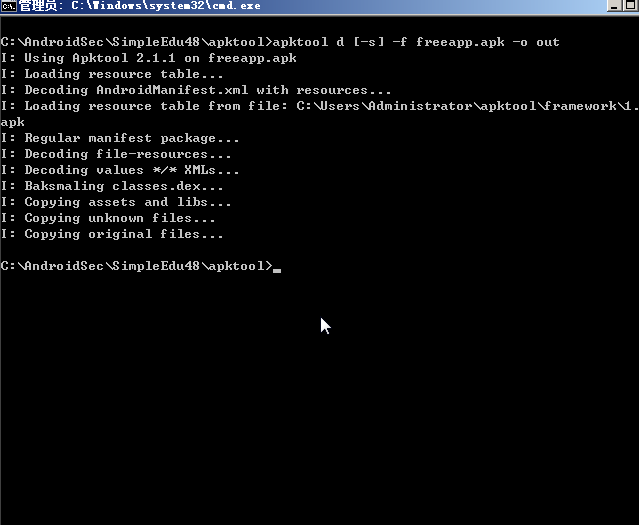 管理员: C:\Windows\system32\cmd.exe
C:\AndroidSec\SimpleEdu48\apktool>apktool d [-s] -f freeapp.apk -o out
I: Using Apktool 2.1.1 on freeapp.apk
I: Loading resource table...
I: Decoding AndroidManifest.xml with resources...
I: Loading resource table from file: C:\Users\Administrator\apktool\framework\1.
apk
I: Regular manifest package...
I: Decoding file-resources...
I: Decoding values */* XMLs...
I: Baksmaling classes.dex...
I: Copying assets and libs...
I: Copying unknown files...
I: Copying original files...
C:\AndroidSec\SimpleEdu48\apktool>